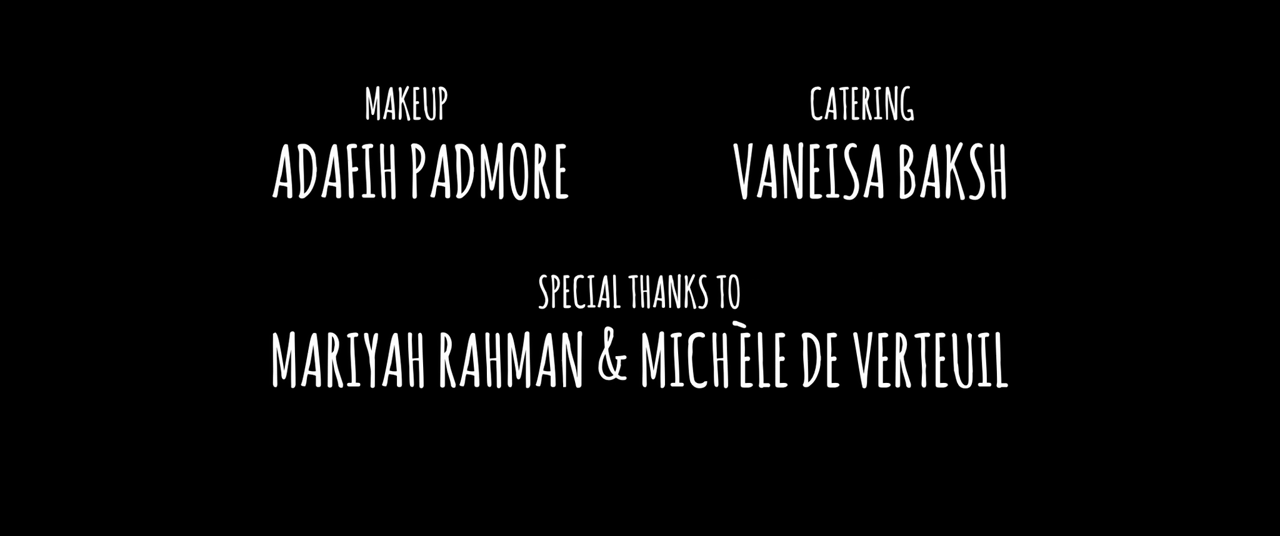 MAKEUP
ADAFIH PADMORE
CATERING
VANEISA BAKSH
SPECIAL THANKS TO
MARIYAH RAHMAN & MICHÈLE DE VERTEUIL